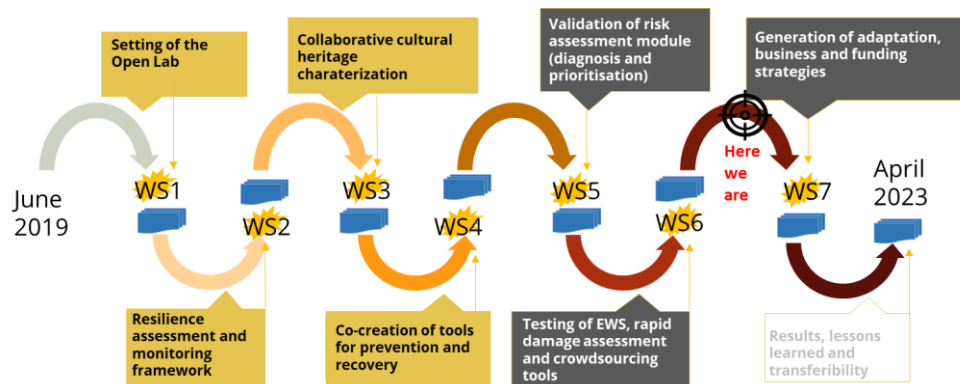 Setting of the
Open Lab
Collaborative cultural
heritage
charaterization
Validation of risk
assessment module
(diagnosis and
prioritisation)
Generation of adaptation,
business and funding
strategies
Here
we
are
June
2019
WS1
WS2
WS3
WS4
WS5
WS6
WS7
April
2023
Resilience
assessment and
monitoring
framework
Co-creation of tools
for prevention and
recovery
Testing of EWS, rapid
damage assessment
and crowdsourcing
tools
Results, lessons
learned and
transferibility